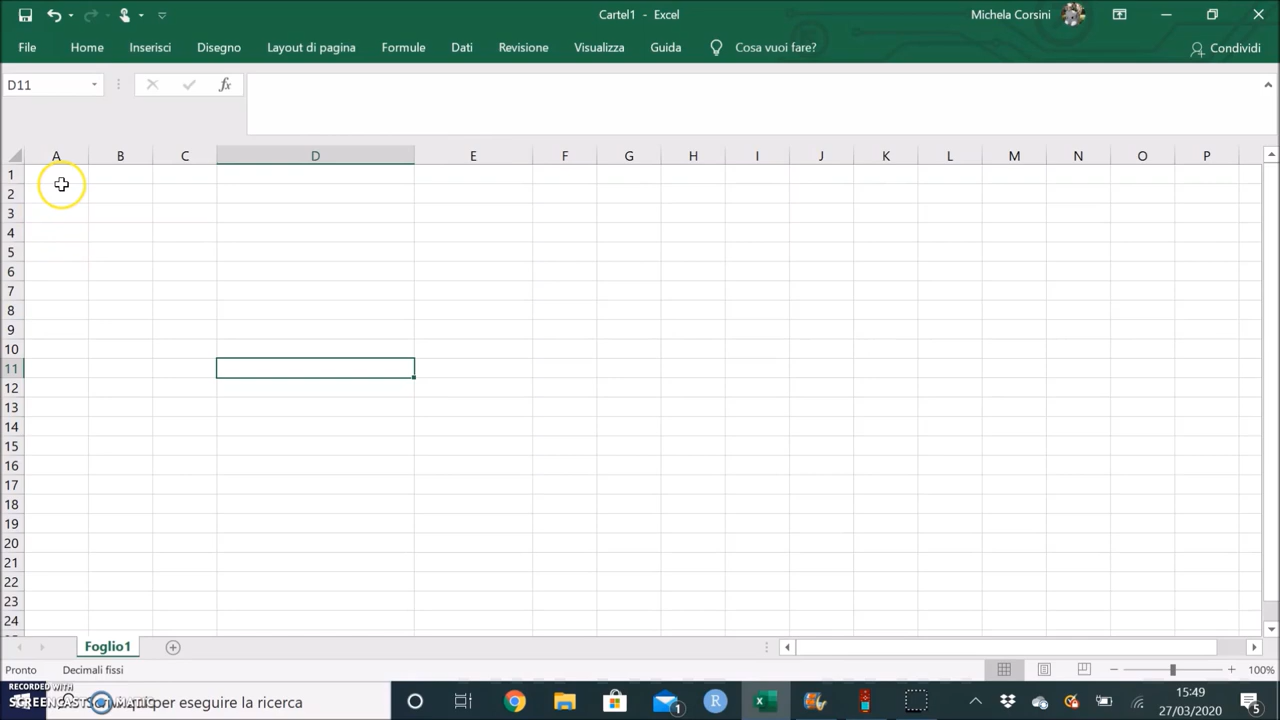 Cartel1 - Excel
Michela Corsini
File Home Inserisci Disegno Layout di pagina Formule Dati Revisione Visualizza Guida Cosa vuoi fare? Condividi
D11 fx
A B C D E F G H I J K L M N O P
1
2
3
4
5
6
7
8
9
10
11
12
13
14
15
16
17
18
19
20
21
22
23
24
Foglio1
Pronto Decimali fissi 100%
RECORDED WITH
SCREENCAST-O-MATIC
per eseguire la ricerca
1
R
15:49
27/03/2020
5